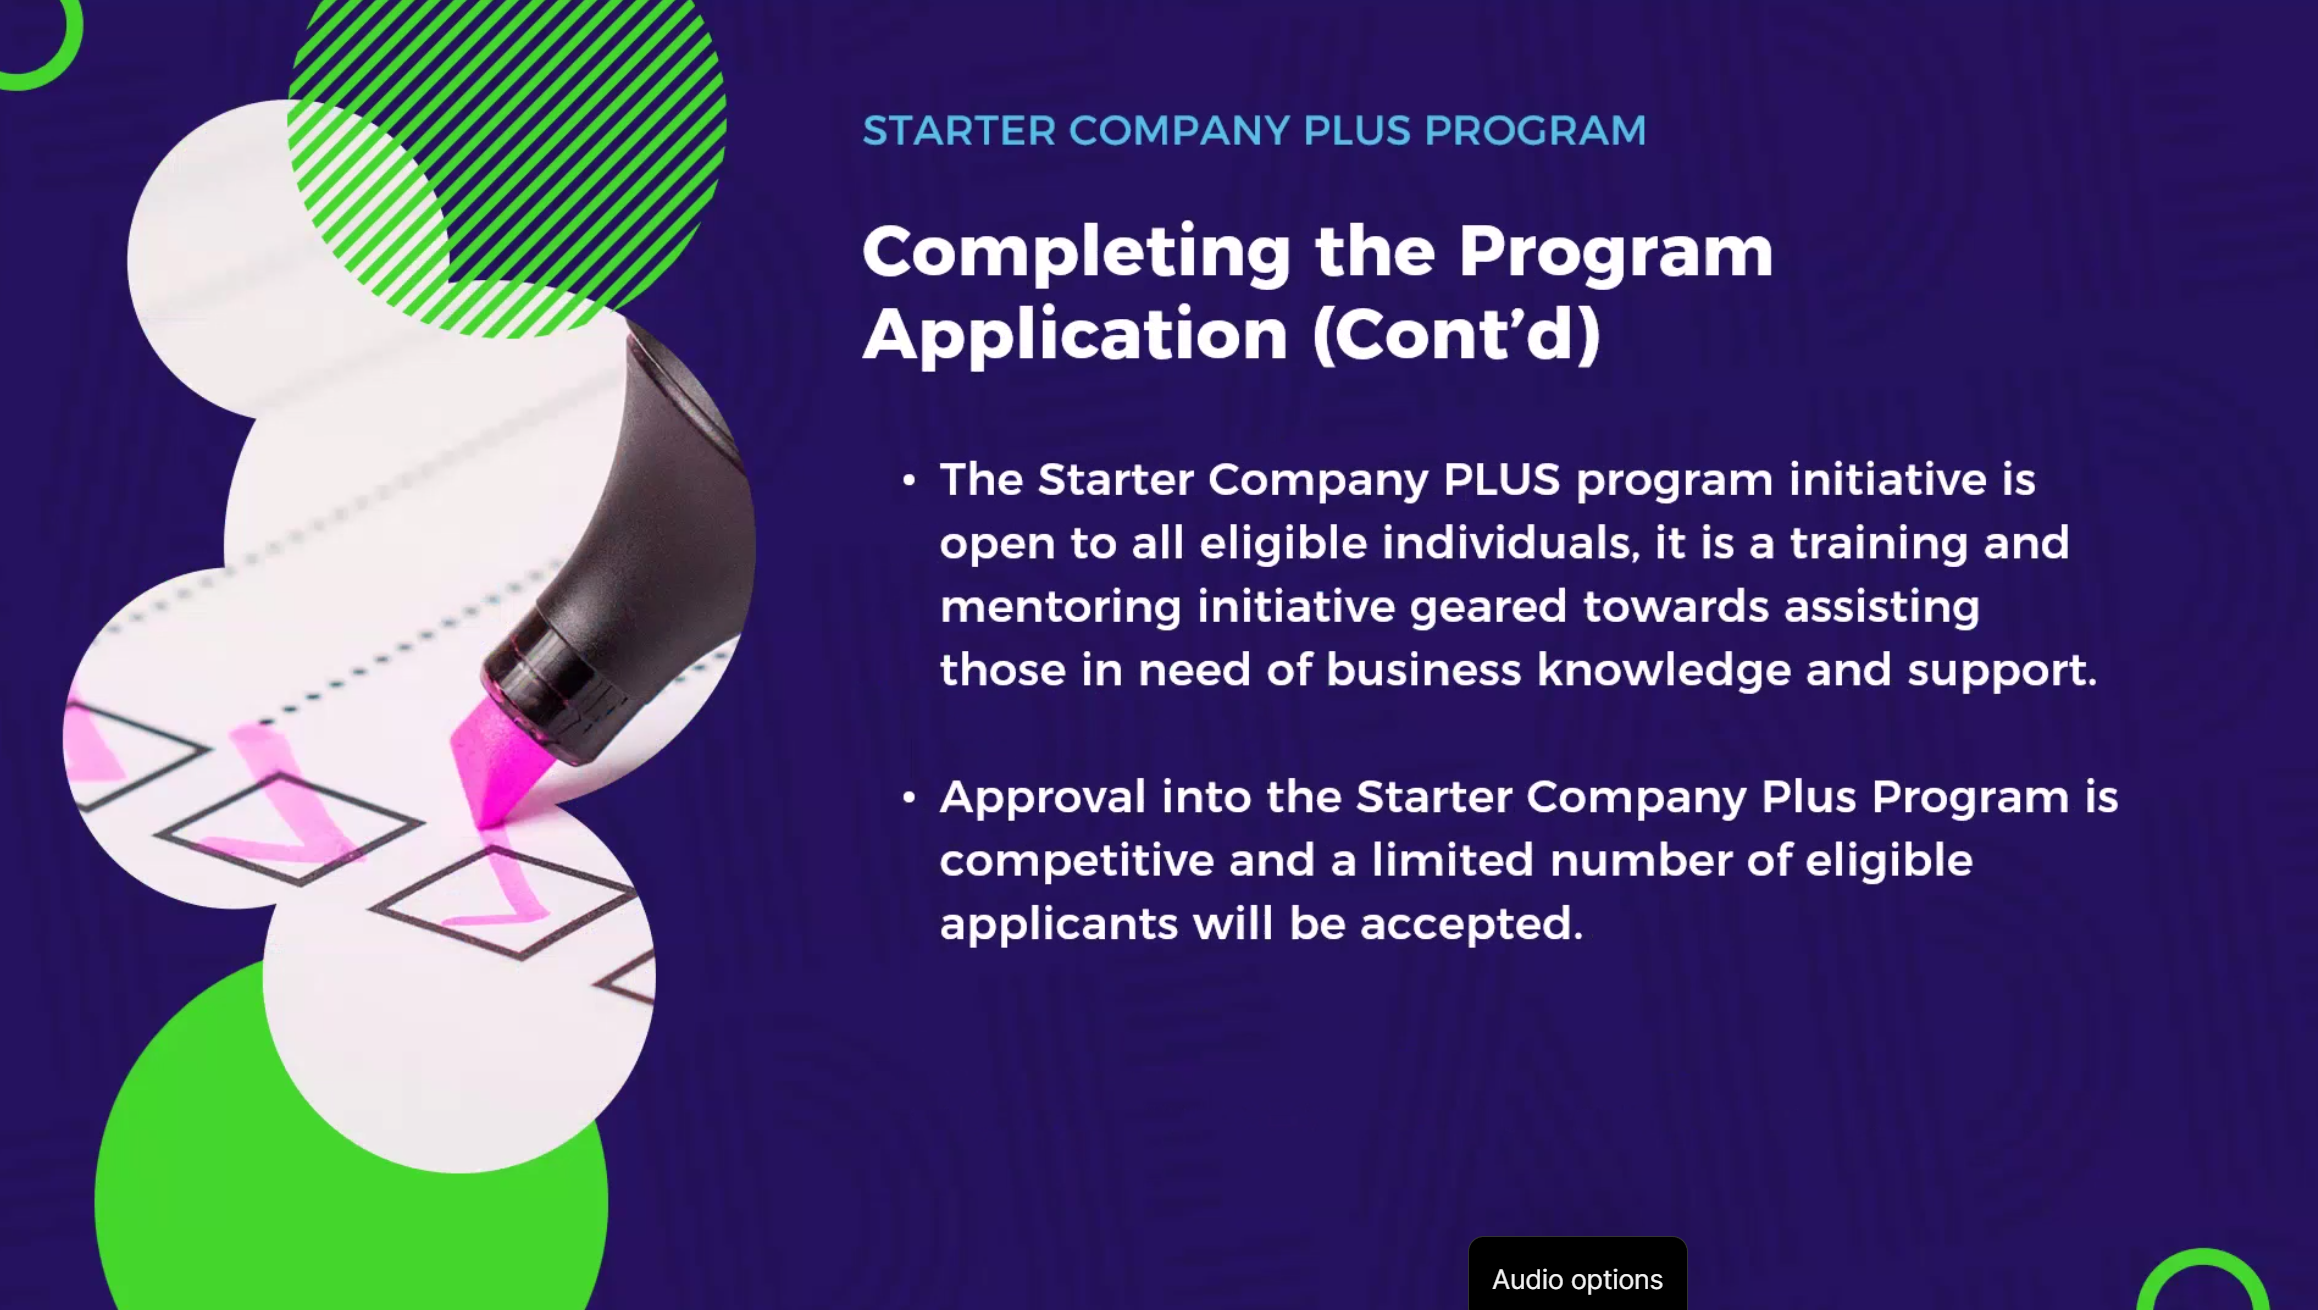 STARTER COMPANY PLUS PROGRAM
Completing the Program
Application (Cont’d)
• The Starter Company PLUS program initiative is
open to all eligible individuals, it is a training and
mentoring initiative geared towards assisting
those in need of business knowledge and support.
• Approval into the Starter Company Plus Program is
competitive and a limited number of eligible
applicants will be accepted.
Audio options